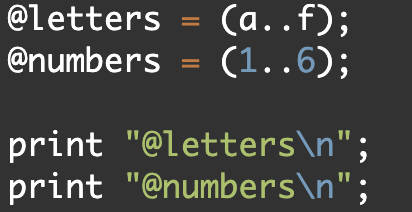 @letters = (a..f);
@numbers = (1..6);
print "@letters\n";
print "@numbers\n";